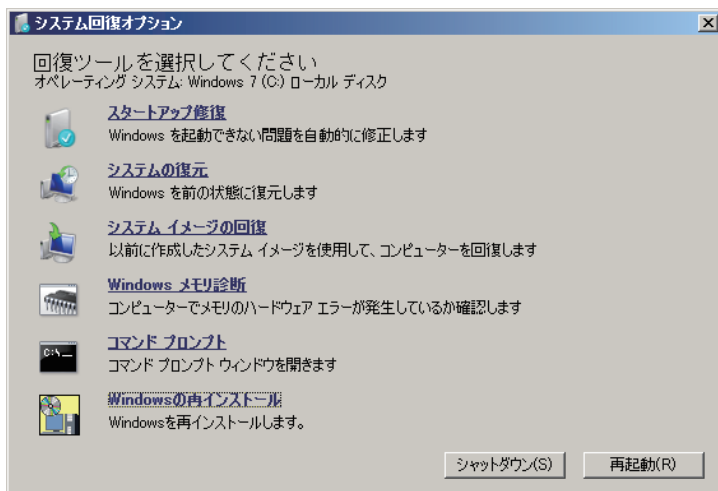 システム回復オプション
回復ツールを選択してください
オペレーティング システム: Windows 7 (C:) ローカル ディスク
スタートアップ修復
Windows を起動できない問題を自動的に修正します
システムの復元
Windows を前の状態に復元します
システム イメージの回復
以前に作成したシステム イメージを使用して、コンピューターを回復します
Windows メモリ診断
コンピューターでメモリのハードウェア エラーが発生しているか確認します
C:\
コマンド プロンプト
コマンド プロンプト ウィンドウを開きます
Windowsの再インストール
Windowsを再インストールします。
シャットダウン(S)
再起動(R)